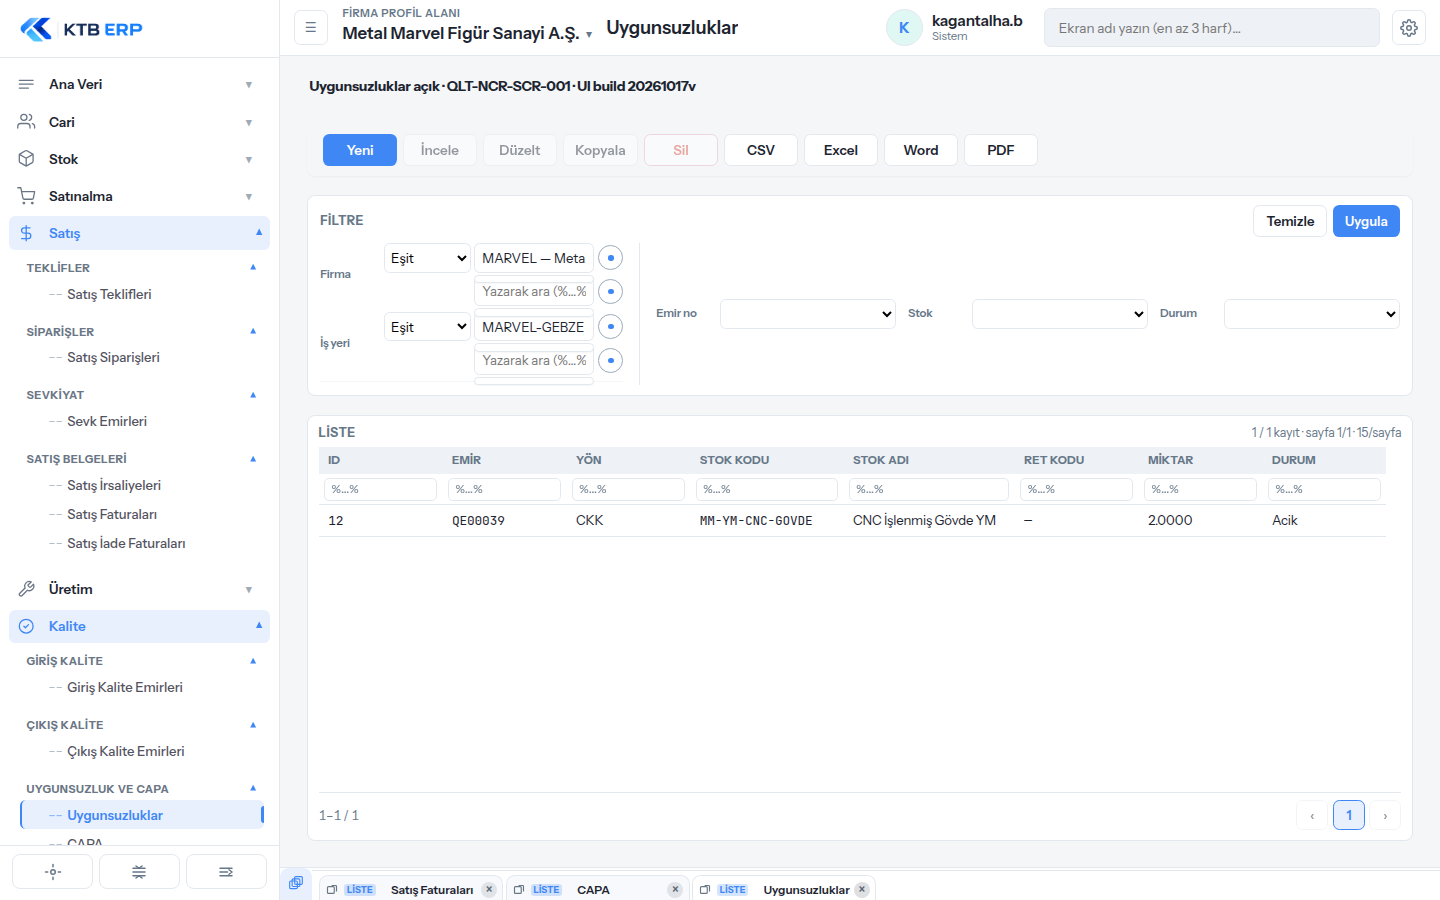 KTB ERP
Ana Veri
Cari
Stok
Satınalma
Satış
TEKLİFLER
Satış Teklifleri
SİPARİŞLER
Satış Siparişleri
SEVKİYAT
Sevk Emirleri
SATIŞ BELGELERİ
Satış İrsaliyeleri
Satış Faturaları
Satış İade Faturaları
Üretim
Kalite
GİRİŞ KALİTE
Giriş Kalite Emirleri
ÇIKIŞ KALİTE
Çıkış Kalite Emirleri
UYGUNSUZLUK VE CAPA
Uygunsuzluklar
CAPA
FİRMA PROFİL ALANI
Metal Marvel Figür Sanayi A.Ş. Uygunsuzluklar
K kagantalha.b
Sistem
Ekran adı yazın (en az 3 harf)...
Uygunsuzluklar açık · QLT-NCR-SCR-001 · UI build 20261017v
Yeni İncele Düzelt Kopyala Sil CSV Excel Word PDF
FİLTRE Temizle Uygula
Firma Eşit MARVEL — Meta
Yazarak ara (%...%
İş yeri Eşit MARVEL-GEBZE
Yazarak ara (%...%
Emir no Stok Durum
LİSTE 1 / 1 kayıt · sayfa 1/1 · 15/sayfa
ID EMİR YÖN STOK KODU STOK ADI RET KODU MİKTAR DURUM
%...% %...% %...% %...% %...% %...% %...% %...%
12 QE00039 CKK MM-YM-CNC-GOVDE CNC İşlenmiş Gövde YM — 2.0000 Acik
1–1 / 1 ‹ 1 ›
LİSTE Satış Faturaları × LİSTE CAPA × LİSTE Uygunsuzluklar ×